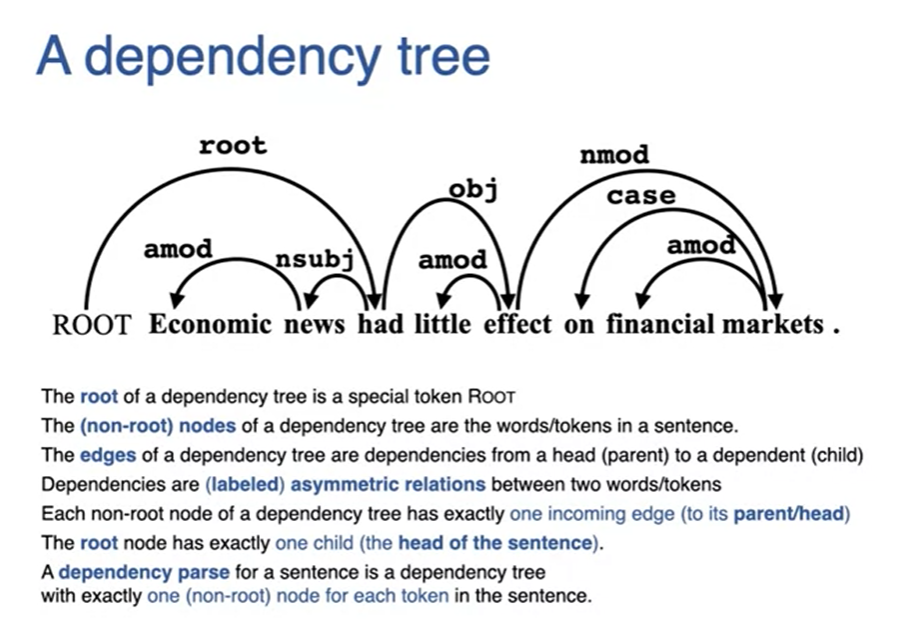 A dependency tree
root
nmod
obj
case
amod
nsubj
amod
amod
ROOT Economic news had little effect on financial markets .
The root of a dependency tree is a special token ROOT
The (non-root) nodes of a dependency tree are the words/tokens in a sentence.
The edges of a dependency tree are dependencies from a head (parent) to a dependent (child)
Dependencies are (labeled) asymmetric relations between two words/tokens
Each non-root node of a dependency tree has exactly one incoming edge (to its parent/head)
The root node has exactly one child (the head of the sentence).
A dependency parse for a sentence is a dependency tree
with exactly one (non-root) node for each token in the sentence.